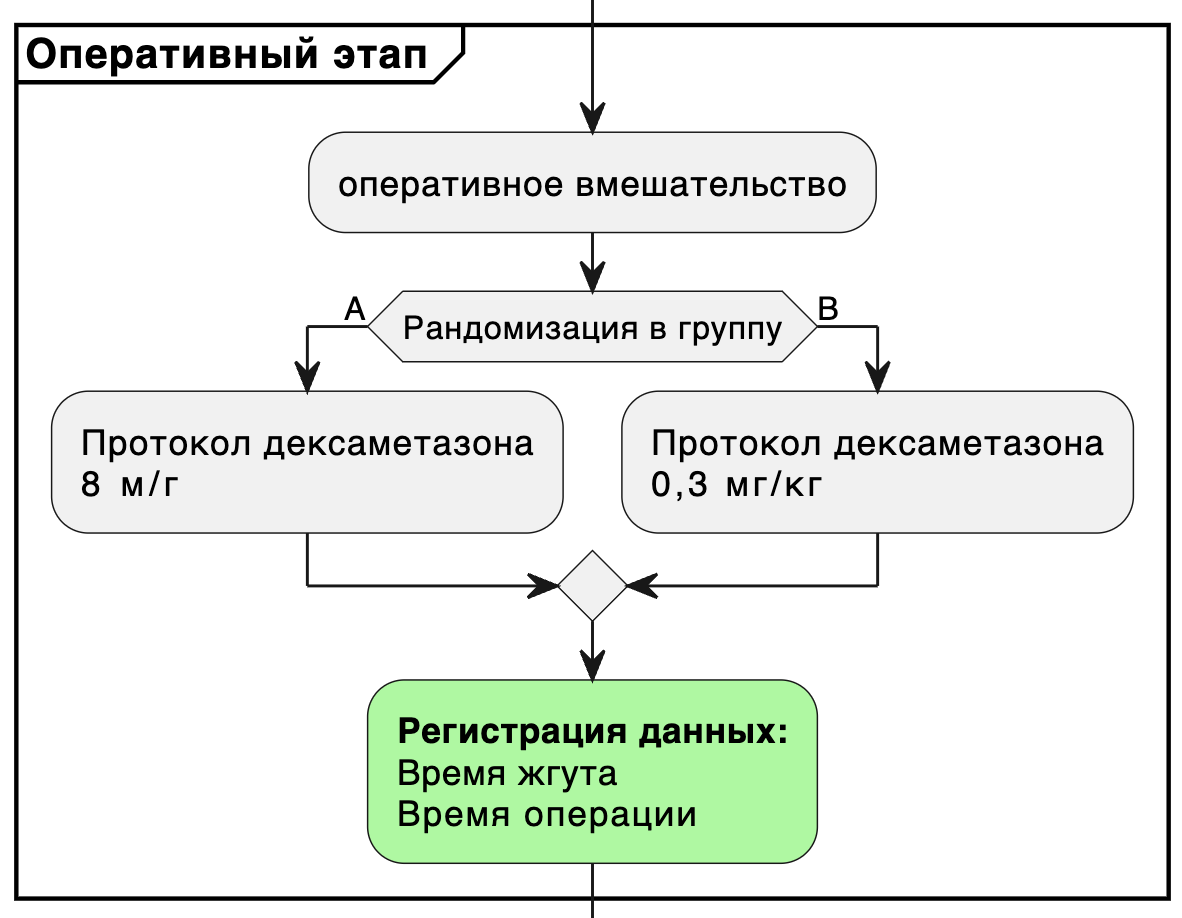 Оперативный этап
оперативное вмешательство
A
Рандомизация в группу
B
Протокол дексаметазона
8 м/г
Протокол дексаметазона
0,3 мг/кг
Регистрация данных:
Время жгута
Время операции